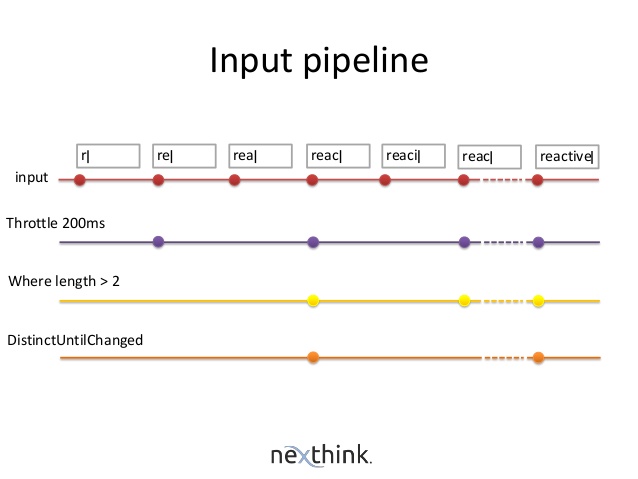 Input pipeline
r| re| rea| reac| reaci| reac| reactive|
input
Throttle 200ms
Where length > 2
DistinctUntilChanged
nexthink.